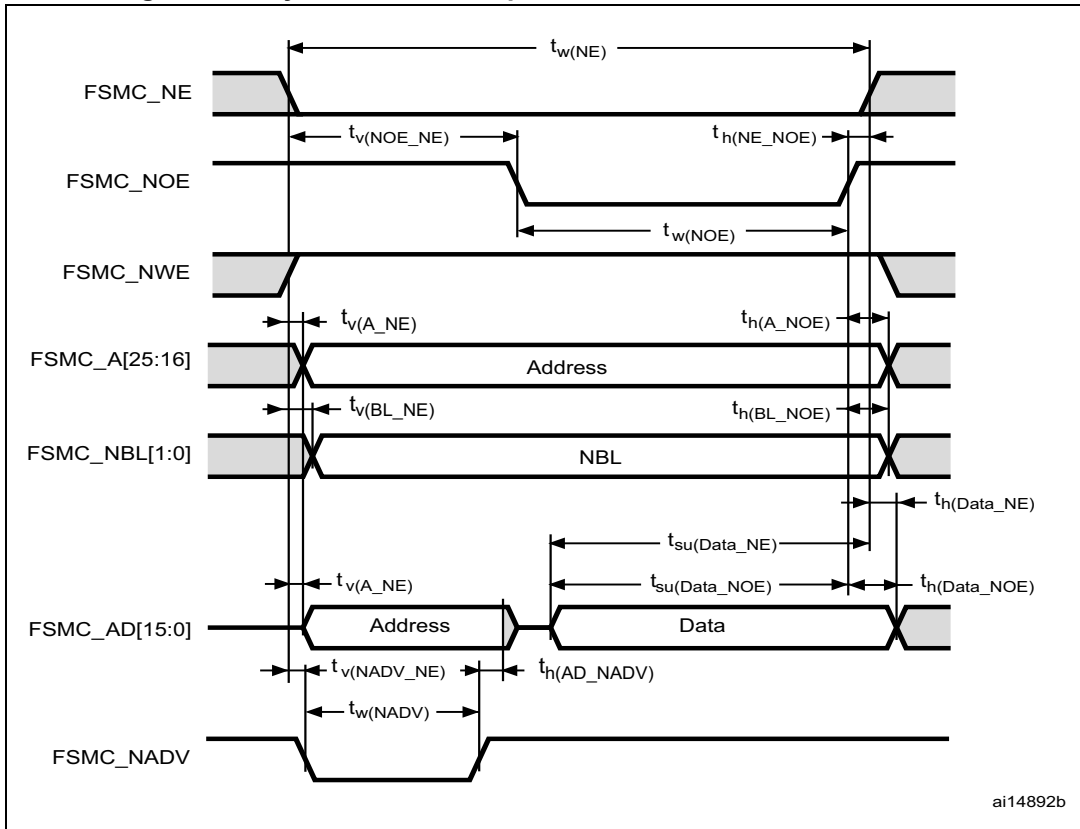 tw(NE)
FSMC_NE
tv(NOE_NE)
th(NE_NOE)
FSMC_NOE
tw(NOE)
FSMC_NWE
tv(A_NE)
th(A_NOE)
FSMC_A[25:16]
Address
tv(BL_NE)
th(BL_NOE)
FSMC_NBL[1:0]
NBL
th(Data_NE)
tsu(Data_NE)
tv(A_NE)
tsu(Data_NOE)
th(Data_NOE)
FSMC_AD[15:0]
Address
Data
tv(NADV_NE)
th(AD_NADV)
tw(NADV)
FSMC_NADV
ai14892b